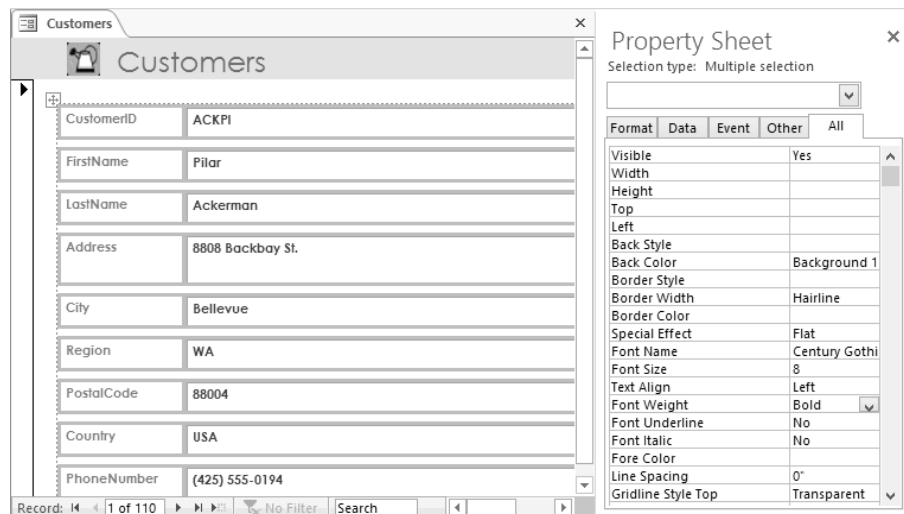 Customers
Customers
CustomerID ACKPI
FirstName Pilar
LastName Ackerman
Address 8808 Backbay St.
City Bellevue
Region WA
PostalCode 88004
Country USA
PhoneNumber (425) 555-0194
Record: 1 of 110 No Filter Search
Property Sheet
Selection type: Multiple selection
Format Data Event Other All
Visible Yes
Width
Height
Top
Left
Back Style
Back Color Background 1
Border Style
Border Width Hairline
Border Color
Special Effect Flat
Font Name Century Gothi
Font Size 8
Text Align Left
Font Weight Bold
Font Underline No
Font Italic No
Fore Color
Line Spacing 0"
Gridline Style Top Transparent